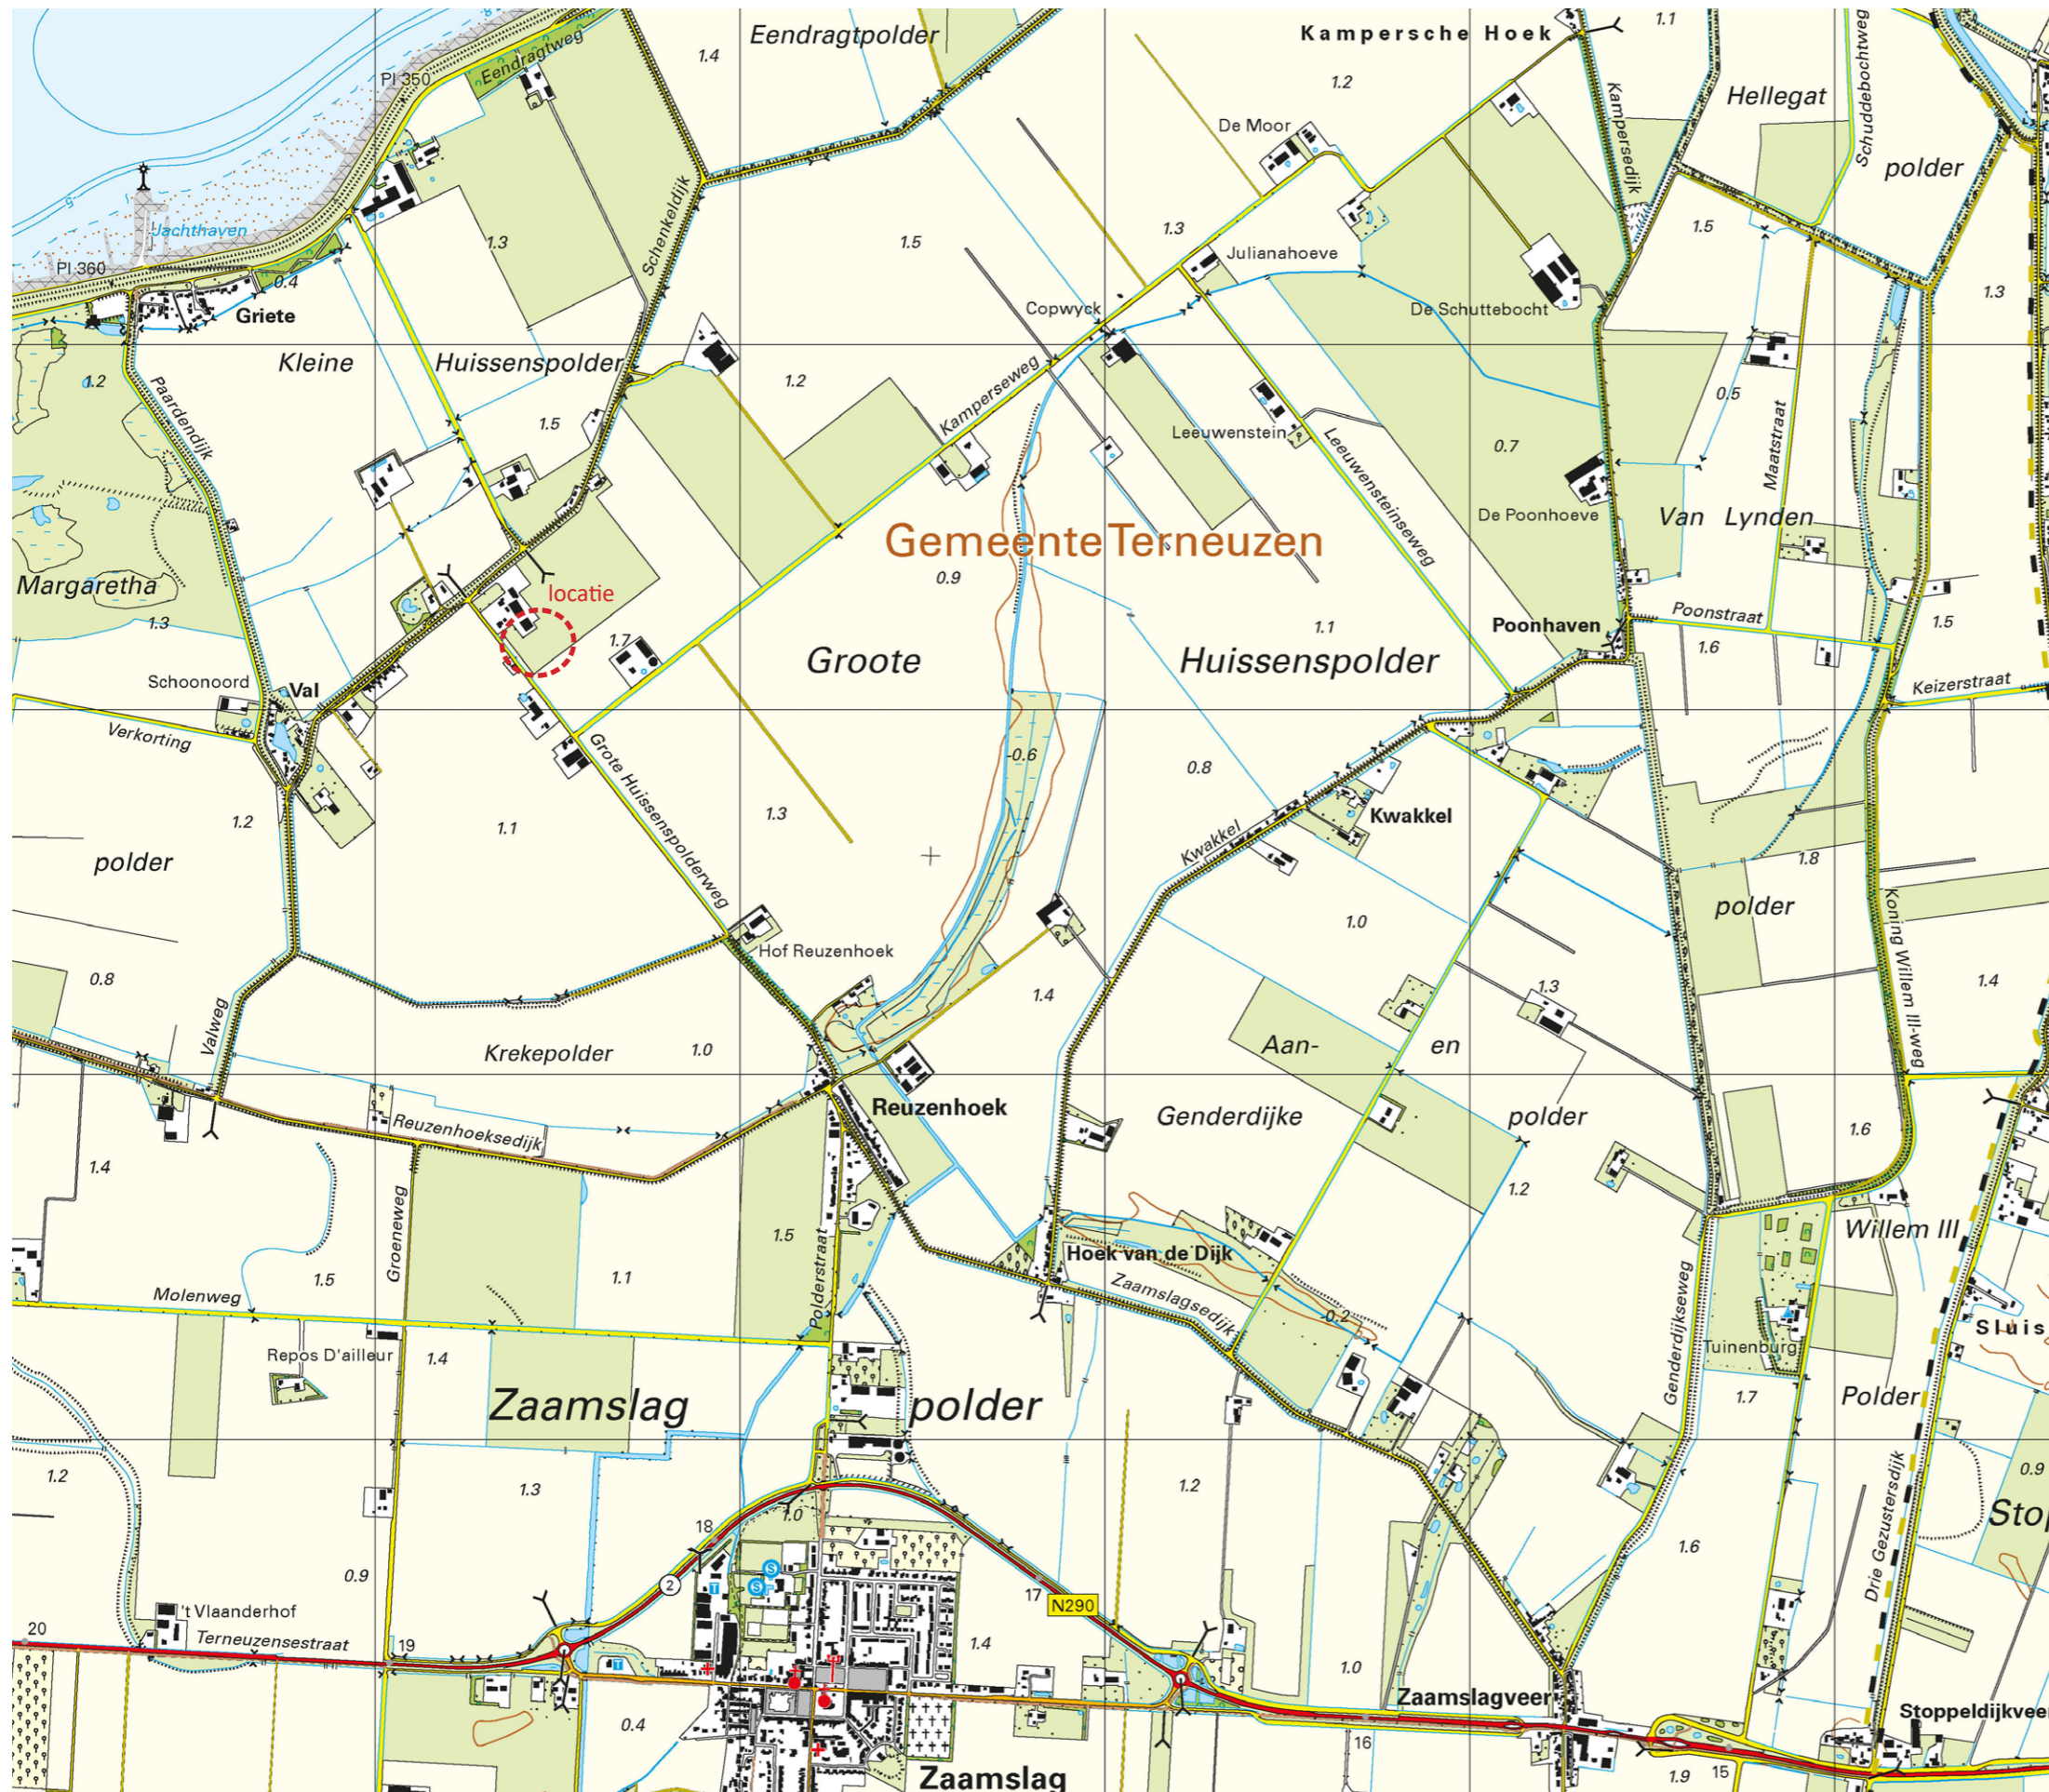 Eendragtpolder
Kampersche Hoek
1.1
1.4
Eendragtweg
Pl 350
1.2
Hellegat
Schuddebochtweg
Kampersedijk
De Moor
polder
Schenkeldijk
Jachthaven
1.3
1.5
1.3
1.5
Julianahoeve
Pl 360
0.4
Griete
Copwyck
De Schuttebocht
1.3
Kleine
Huissenspolder
1.2
1.2
Paardendijk
Kamperseweg
1.5
0.5
Maatstraat
Leeuwenstein
Leeuwensteinseweg
0.7
De Poonhoeve
Van Lynden
Gemeente Terneuzen
Margaretha
0.9
locatie
1.3
1.7
1.1
Poonhaven
Poonstraat
1.5
1.6
Groote
Huissenspolder
Schoonoord
Val
Keizerstraat
Verkorting
Grote Huissenspolderweg
-0.6
0.8
1.2
1.1
1.3
Kwakkel
Kwakkel
polder
1.8
polder
Koning Willem III-weg
1.0
Hof Reuzenhoek
0.8
1.4
1.3
1.4
Valweg
Krekepolder
1.0
Aan-
en
Reuzenhoek
Genderdijkse
polder
Reuzenhoeksedijk
1.6
1.4
Groeneweg
1.2
1.5
Polderstraat
Willem III
Hoek van de Dijk
1.5
1.1
Zaamslagsedijk
Molenweg
-0.2
Genderdijkseweg
Sluis
Repos D'ailleur
1.4
Tuinenburg
Zaamslag
polder
1.7
Polder
1.2
1.3
1.2
0.9
Drie Gezustersdijk
Stop
18
1.0
1.6
0.9
2
S
T
S
17
N290
't Vlaanderhof
20
Terneuzensestraat
19
1.4
T
1.0
Zaamslagveer
0.4
Stoppeldijkveer
16
Zaamslag
1.9
15